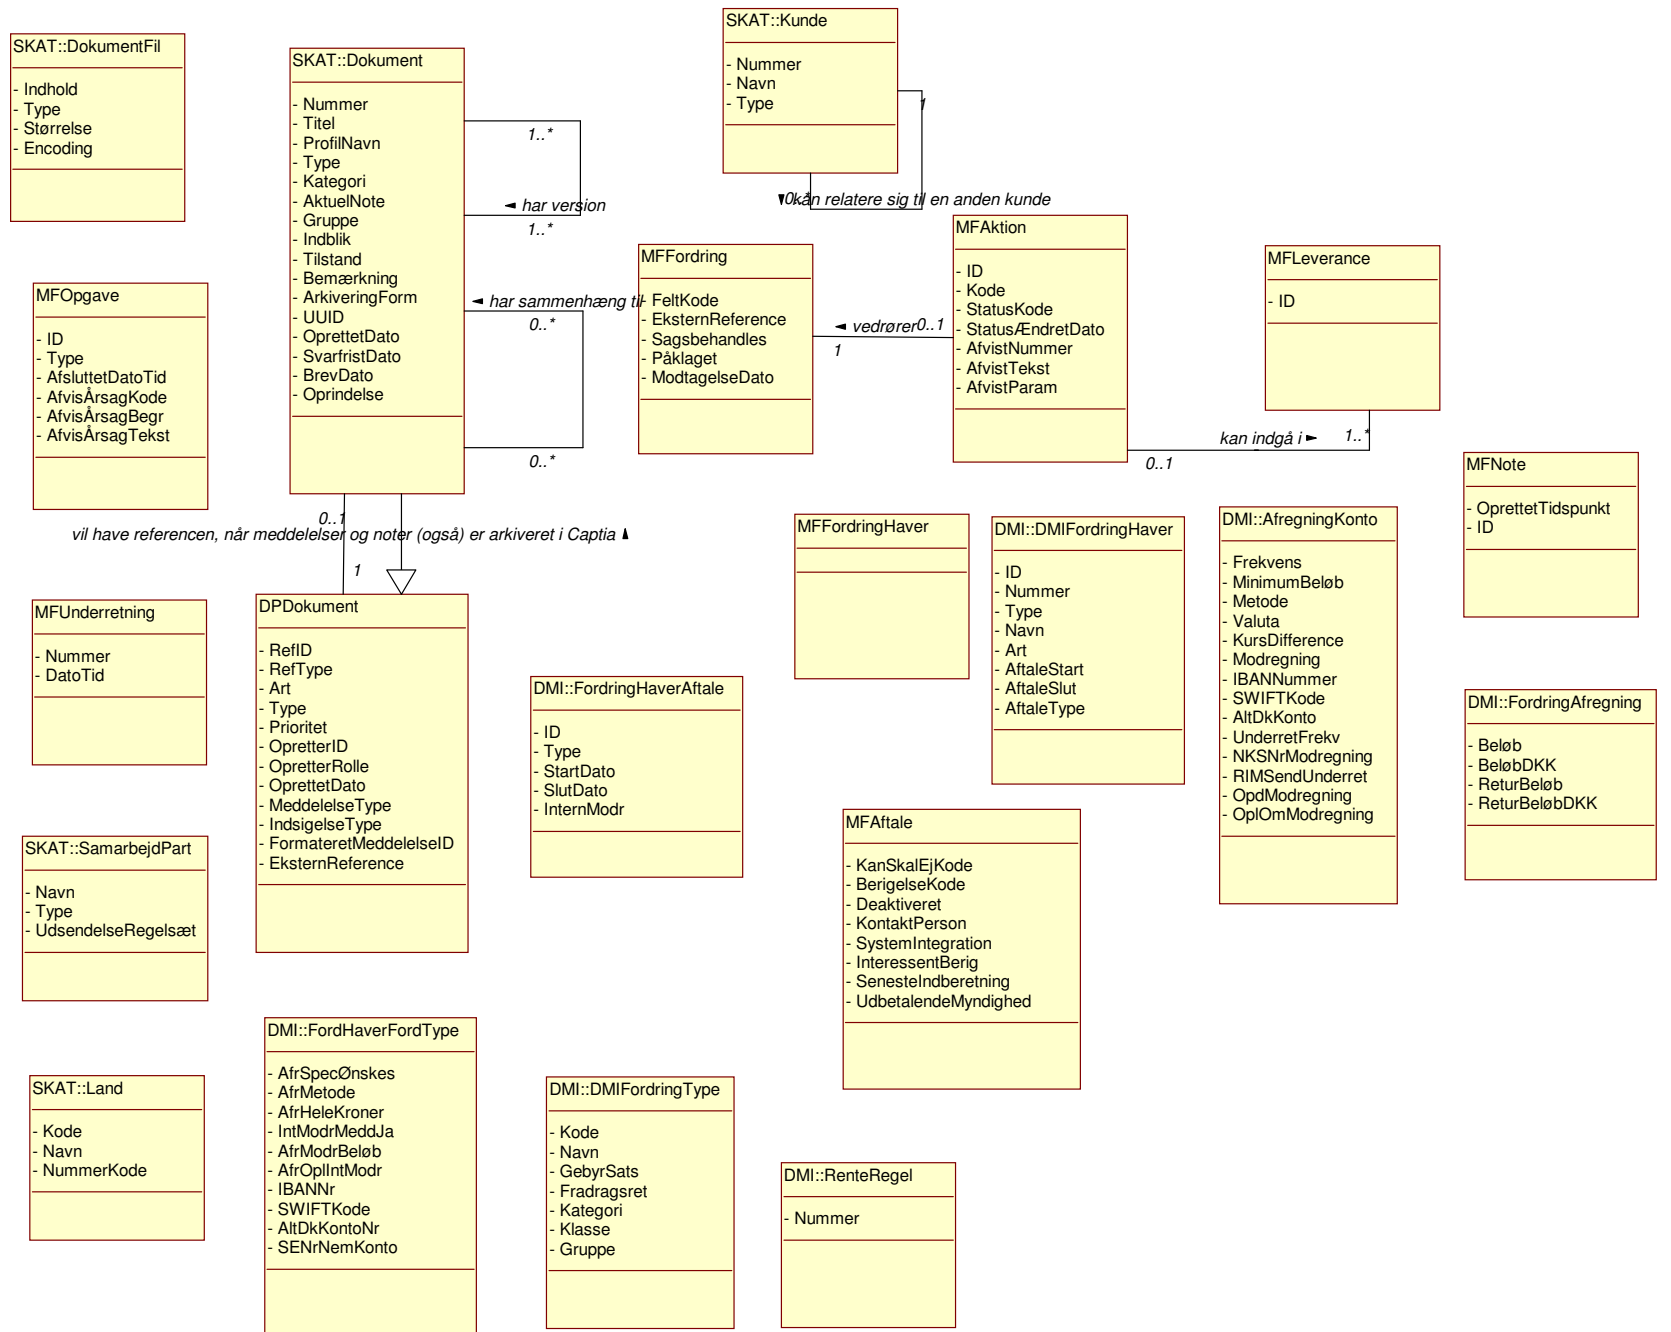 SKAT::DokumentFil
- Indhold
- Type
- Størrelse
- Encoding
SKAT::Dokument
- Nummer
- Titel
- ProfilNavn
- Type
- Kategori
- AktuelNote
- Gruppe
- Indblik
- Tilstand
- Bemærkning
- ArkiveringForm
- UUID
- OprettetDato
- SvarfristDato
- BrevDato
- Oprindelse
1..*
◄ har version
1..*
◄ har sammenhæng til
0..*
0..*
SKAT::Kunde
- Nummer
- Navn
- Type
1
0..*
▼ kan relatere sig til en anden kunde
MFFordring
- FeltKode
- EksternReference
- Sagsbehandles
- Påklaget
- ModtagelseDato
◄ vedrører
0..1
1
MFAktion
- ID
- Kode
- StatusKode
- StatusÆndretDato
- AfvistNummer
- AfvistTekst
- AfvistParam
MFLeverance
- ID
kan indgå i ►
1..*
0..1
MFOpgave
- ID
- Type
- AfsluttetDatoTid
- AfvisÅrsagKode
- AfvisÅrsagBegr
- AfvisÅrsagTekst
0..1
vil have referencen, når meddelelser og noter (også) er arkiveret i Captia ▲
1
MFNote
- OprettetTidspunkt
- ID
MFFordringHaver
DMI::DMIFordringHaver
- ID
- Nummer
- Type
- Navn
- Art
- AftaleStart
- AftaleSlut
- AftaleType
DMI::AfregningKonto
- Frekvens
- MinimumBeløb
- Metode
- Valuta
- KursDifference
- Modregning
- IBANNummer
- SWIFTKode
- AltDkKonto
- UnderretFrekv
- NKSNrModregning
- RIMSendUnderret
- OpdModregning
- OplOmModregning
MFUnderretning
- Nummer
- DatoTid
DPDokument
- RefID
- RefType
- Art
- Type
- Prioritet
- OpretterID
- OpretterRolle
- OprettetDato
- MeddelelseType
- IndsigelseType
- FormateretMeddelelseID
- EksternReference
DMI::FordringHaverAftale
- ID
- Type
- StartDato
- SlutDato
- InternModr
DMI::FordringAfregning
- Beløb
- BeløbDKK
- ReturBeløb
- ReturBeløbDKK
MFAftale
- KanSkalEjKode
- BerigelseKode
- Deaktiveret
- KontaktPerson
- SystemIntegration
- InteressentBerig
- SenesteIndberetning
- UdbetalendeMyndighed
SKAT::SamarbejdPart
- Navn
- Type
- UdsendelseRegelsæt
DMI::FordHaverFordType
- AfrSpecØnskes
- AfrMetode
- AfrHeleKroner
- IntModrMeddJa
- AfrModrBeløb
- AfrOplIntModr
- IBANNr
- SWIFTKode
- AltDkKontoNr
- SENrNemKonto
SKAT::Land
- Kode
- Navn
- NummerKode
DMI::DMIFordringType
- Kode
- Navn
- GebyrSats
- Fradragsret
- Kategori
- Klasse
- Gruppe
DMI::RenteRegel
- Nummer